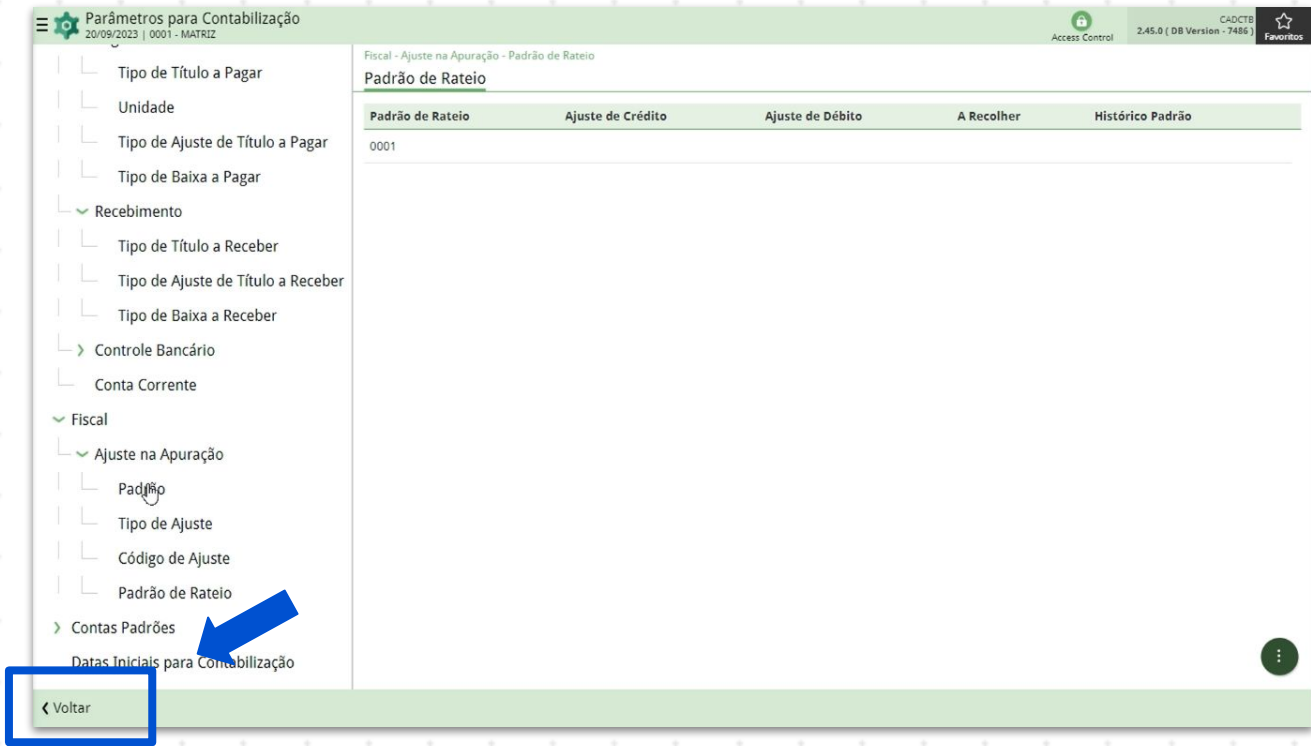 Parâmetros para Contabilização
20/09/2023 | 0001 - MATRIZ
Access Control
CADCTB
2.45.0 ( DB Version - 7486 )
Favoritos
Tipo de Título a Pagar
Unidade
Tipo de Ajuste de Título a Pagar
Tipo de Baixa a Pagar
Recebimento
Tipo de Título a Receber
Tipo de Ajuste de Título a Receber
Tipo de Baixa a Receber
Controle Bancário
Conta Corrente
Fiscal
Ajuste na Apuração
Padrão
Tipo de Ajuste
Código de Ajuste
Padrão de Rateio
Contas Padrões
Datas Iniciais para Contabilização
Fiscal - Ajuste na Apuração - Padrão de Rateio
Padrão de Rateio
Padrão de Rateio Ajuste de Crédito Ajuste de Débito A Recolher Histórico Padrão
0001
Voltar